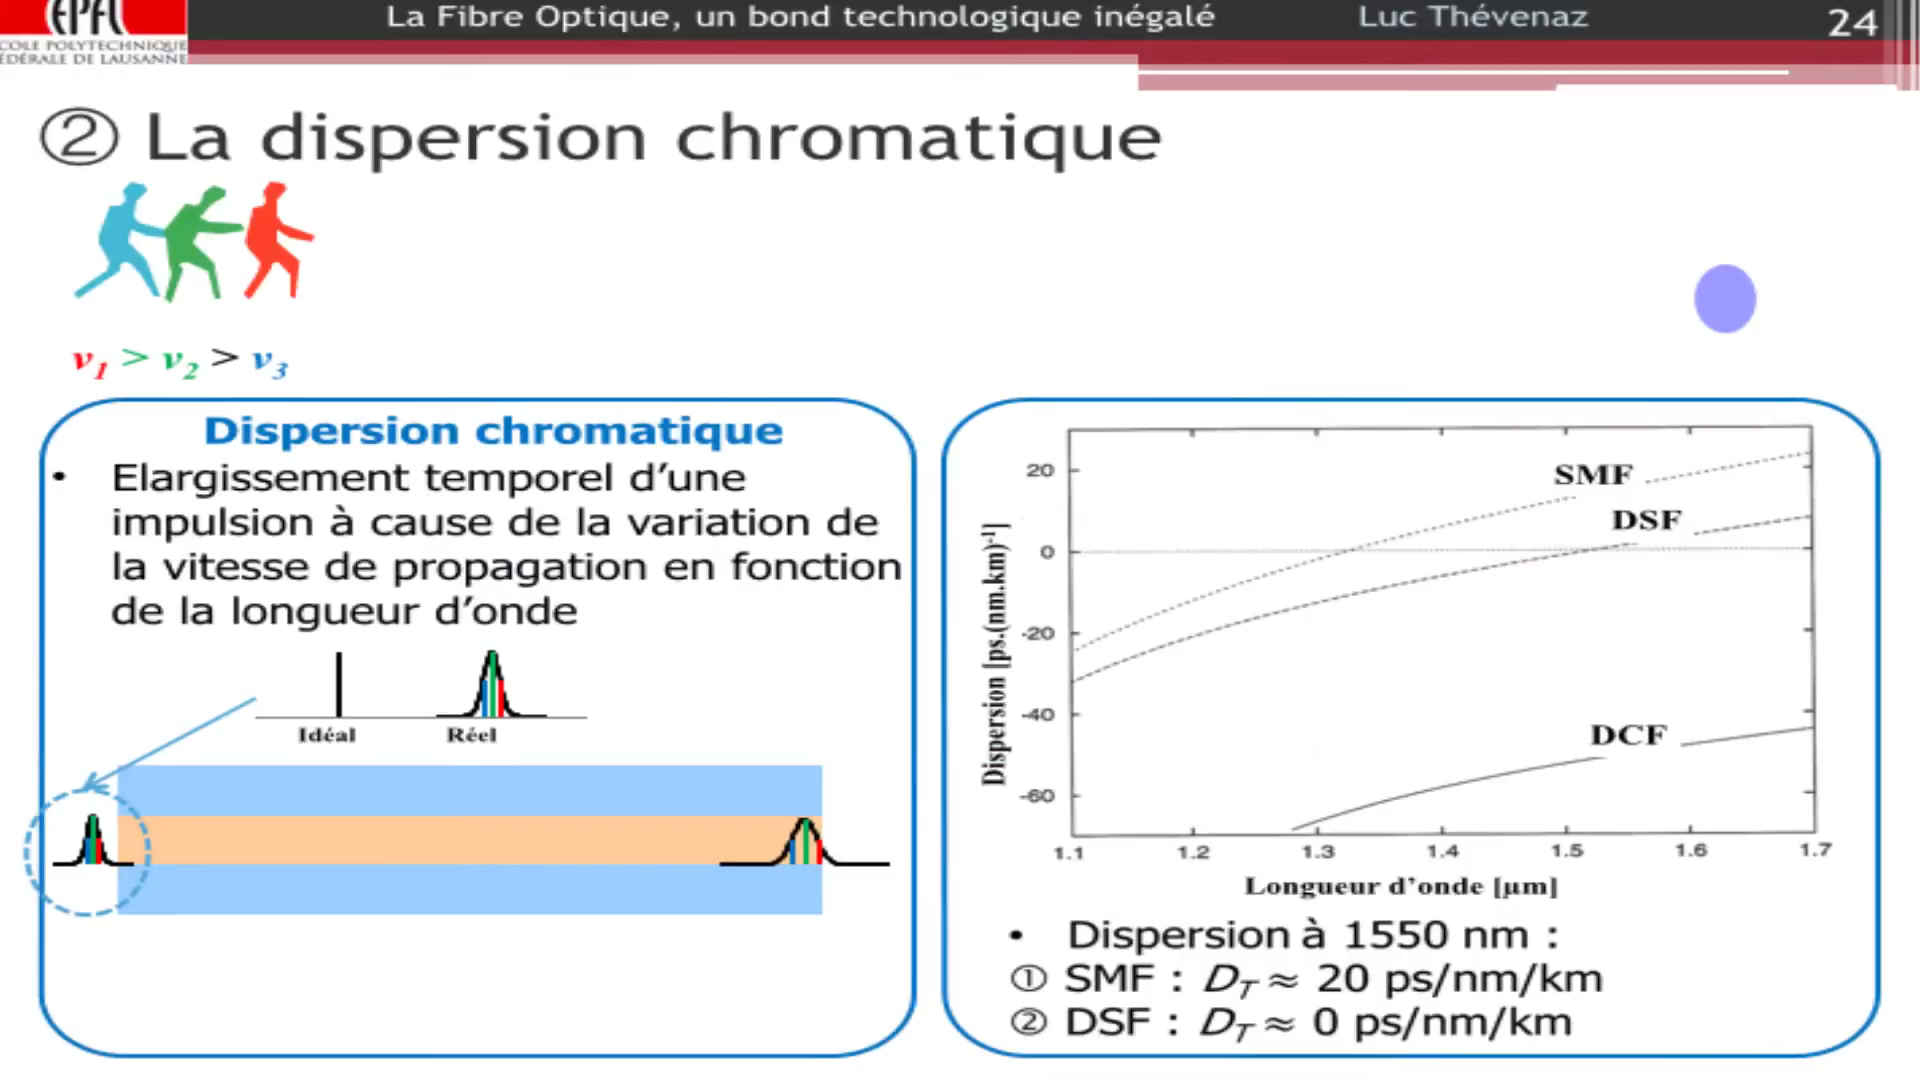 EPFL
La Fibre Optique, un bond technologique inégalé
Luc Thévenaz
24
COLE POLYTECHNIQUE
ÉDÉRALE DE LAUSANNE
② La dispersion chromatique
v1 > v2 > v3
Dispersion chromatique
• Elargissement temporel d’une
impulsion à cause de la variation de
la vitesse de propagation en fonction
de la longueur d’onde
Idéal
Réel
Dispersion [ps.(nm.km)-1]
20
0
-20
-40
-60
SMF
DSF
DCF
1.1 1.2 1.3 1.4 1.5 1.6 1.7
Longueur d’onde [µm]
• Dispersion à 1550 nm :
① SMF : DT ≈ 20 ps/nm/km
② DSF : DT ≈ 0 ps/nm/km